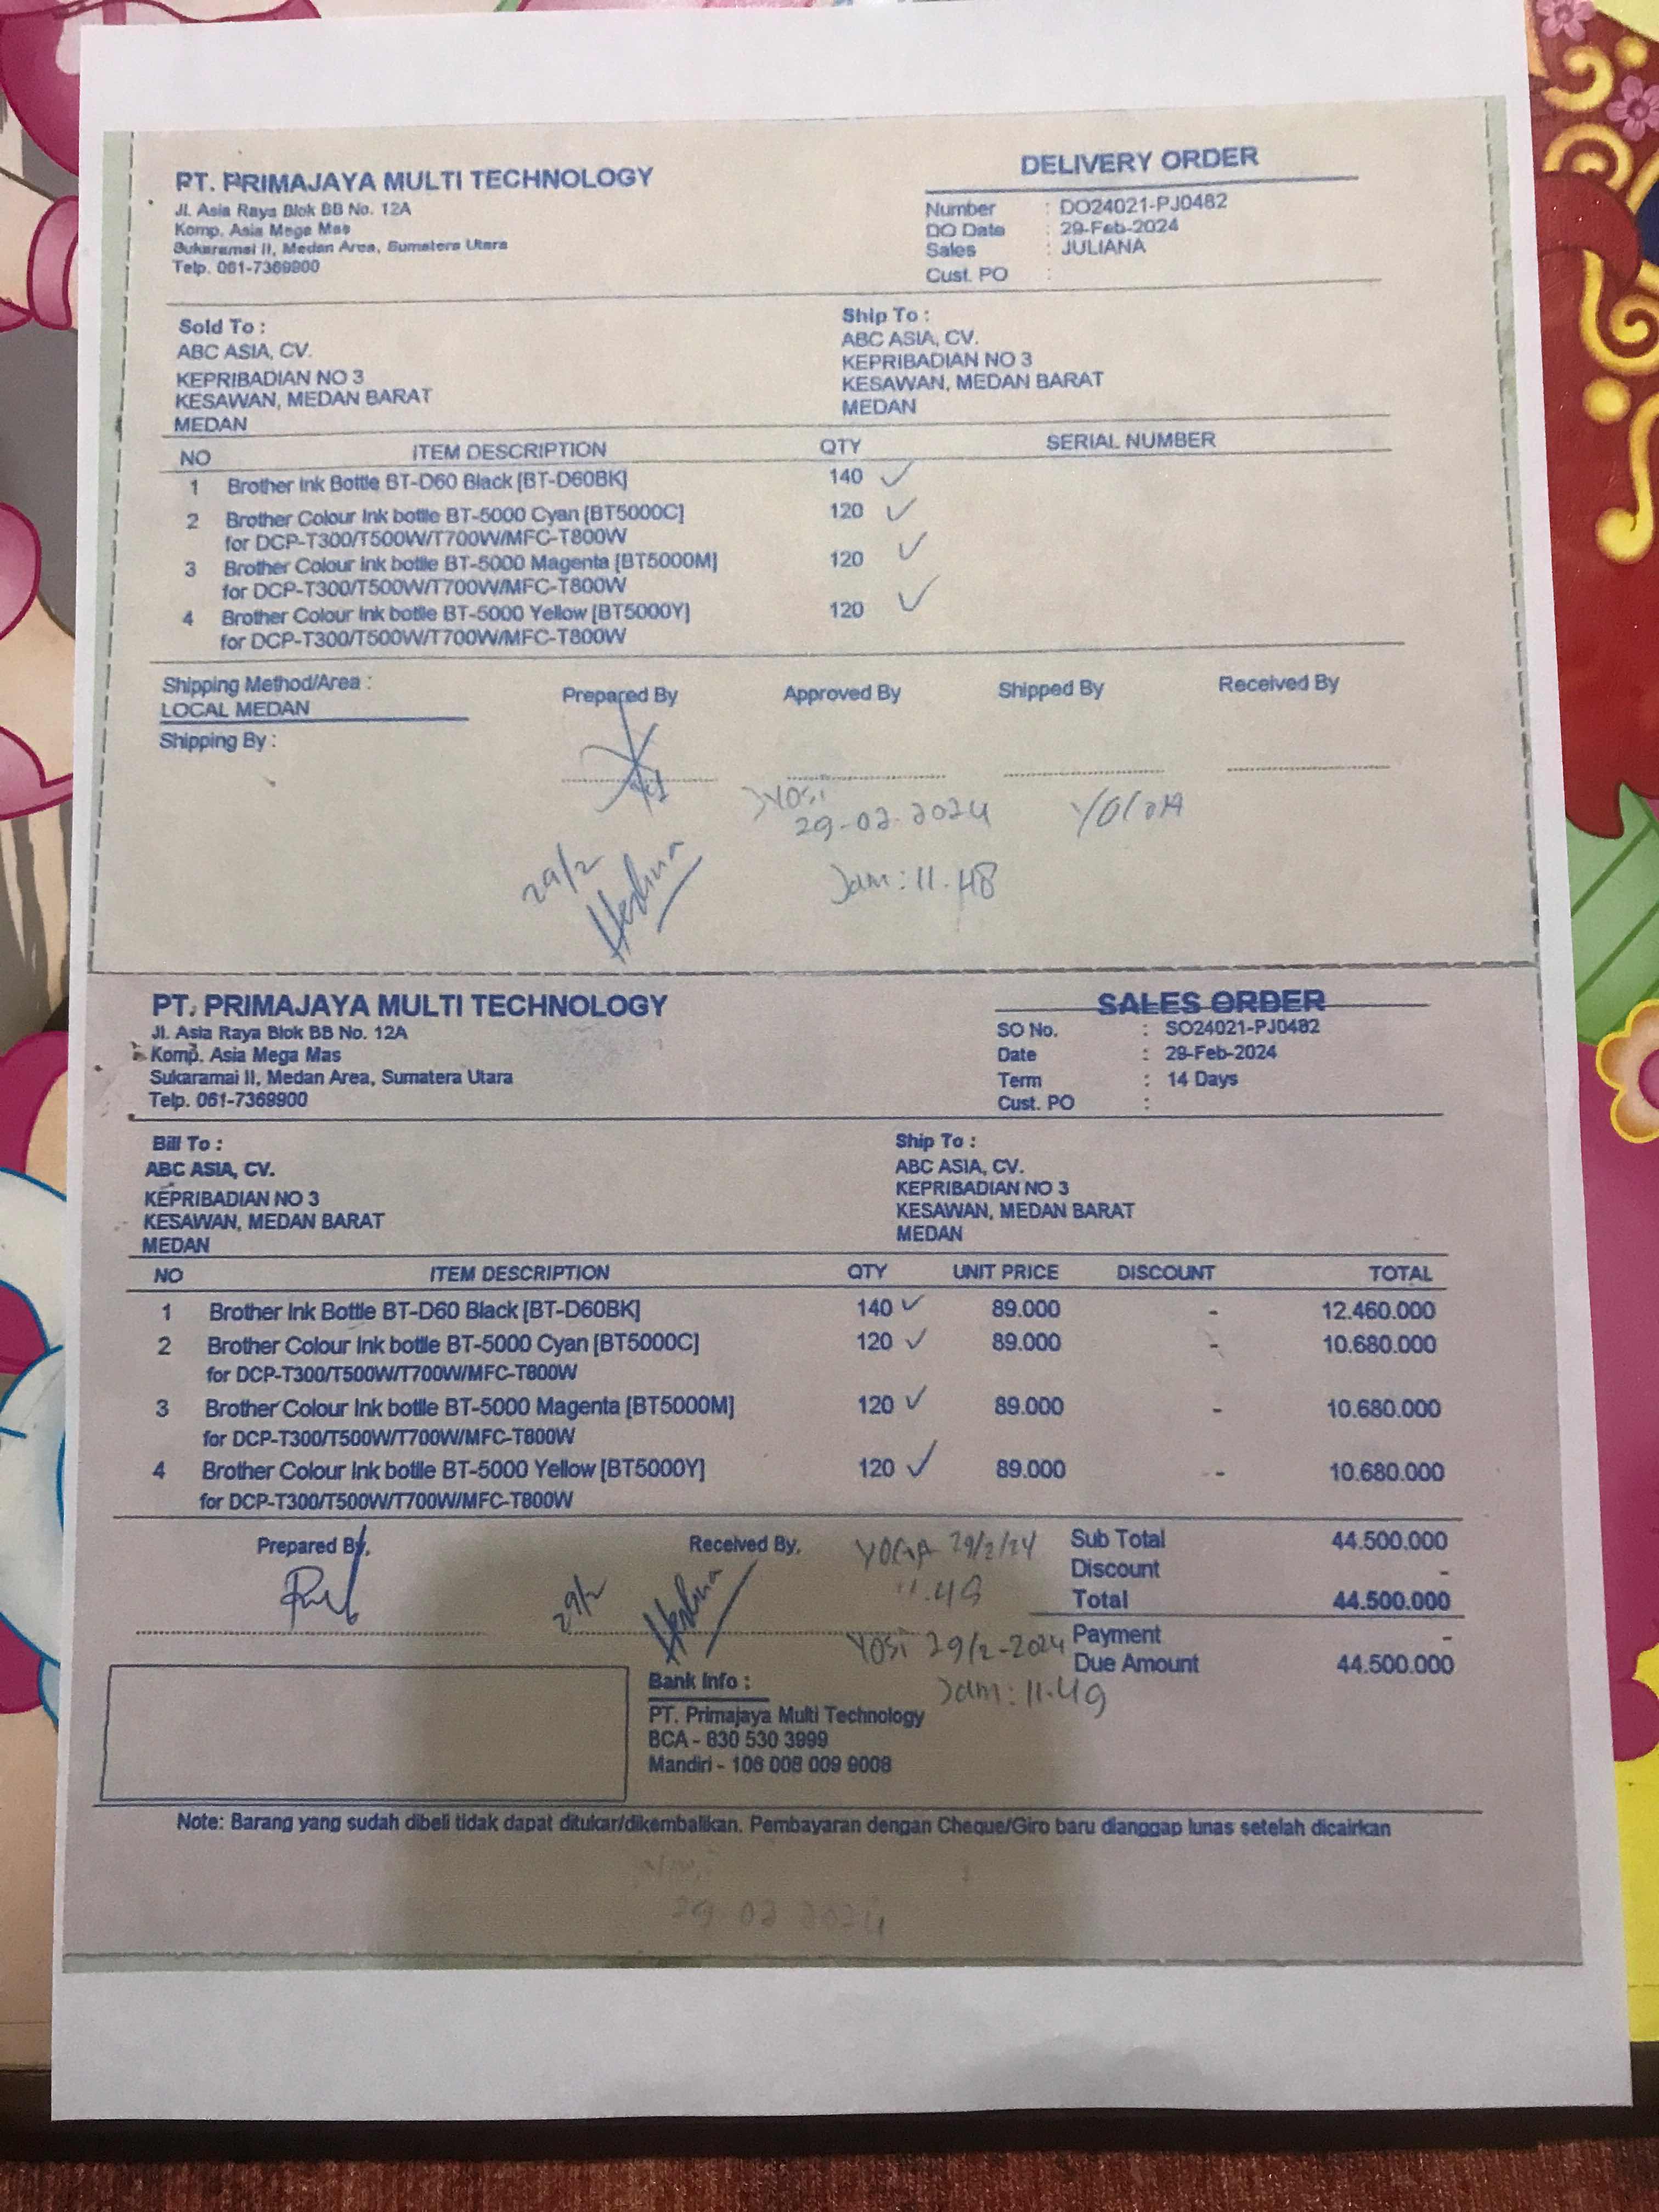 PT. PRIMAJAYA MULTI TECHNOLOGY
Jl. Asia Raya Blok BB No. 12A
Komp. Asia Mega Mas
Sukaramai II, Medan Area, Sumatera Utara
Telp. 061-7369900
DELIVERY ORDER
Number : DO24021-PJ0482
DO Date : 29-Feb-2024
Sales : JULIANA
Cust. PO :
Sold To :
ABC ASIA, CV.
KEPRIBADIAN NO 3
KESAWAN, MEDAN BARAT
MEDAN
Ship To :
ABC ASIA, CV.
KEPRIBADIAN NO 3
KESAWAN, MEDAN BARAT
MEDAN
NO ITEM DESCRIPTION QTY SERIAL NUMBER
1 Brother Ink Bottle BT-D60 Black [BT-D60BK] 140 ✓
2 Brother Colour Ink bottle BT-5000 Cyan [BT5000C] 120 ✓
for DCP-T300/T500W/T700W/MFC-T800W
3 Brother Colour Ink bottle BT-5000 Magenta [BT5000M] 120 ✓
for DCP-T300/T500W/T700W/MFC-T800W
4 Brother Colour Ink bottle BT-5000 Yellow [BT5000Y] 120 ✓
for DCP-T300/T500W/T700W/MFC-T800W
Shipping Method/Area :
LOCAL MEDAN
Shipping By :
Prepared By Approved By Shipped By Received By
Yosi
29-02-2024
Jam : 11.48
29/2
PT. PRIMAJAYA MULTI TECHNOLOGY
Jl. Asia Raya Blok BB No. 12A
Komp. Asia Mega Mas
Sukaramai II, Medan Area, Sumatera Utara
Telp. 061-7369900
SALES ORDER
SO No. : SO24021-PJ0482
Date : 29-Feb-2024
Term : 14 Days
Cust. PO :
Bill To :
ABC ASIA, CV.
KEPRIBADIAN NO 3
KESAWAN, MEDAN BARAT
MEDAN
Ship To :
ABC ASIA, CV.
KEPRIBADIAN NO 3
KESAWAN, MEDAN BARAT
MEDAN
NO ITEM DESCRIPTION QTY UNIT PRICE DISCOUNT TOTAL
1 Brother Ink Bottle BT-D60 Black [BT-D60BK] 140 ✓ 89.000 - 12.460.000
2 Brother Colour Ink bottle BT-5000 Cyan [BT5000C] 120 ✓ 89.000 - 10.680.000
for DCP-T300/T500W/T700W/MFC-T800W
3 Brother Colour Ink bottle BT-5000 Magenta [BT5000M] 120 ✓ 89.000 - 10.680.000
for DCP-T300/T500W/T700W/MFC-T800W
4 Brother Colour Ink bottle BT-5000 Yellow [BT5000Y] 120 ✓ 89.000 - 10.680.000
for DCP-T300/T500W/T700W/MFC-T800W
Prepared By,
Received By,
29/2
YOGA 29/2/24
11.49
Yosi 29/2-2024
Jam : 11.49
Sub Total 44.500.000
Discount -
Total 44.500.000
Payment -
Due Amount 44.500.000
Bank Info :
PT. Primajaya Multi Technology
BCA - 830 530 3999
Mandiri - 106 008 009 9008
Note: Barang yang sudah dibeli tidak dapat ditukar/dikembalikan. Pembayaran dengan Cheque/Giro baru dianggap lunas setelah dicairkan
29 02 2024